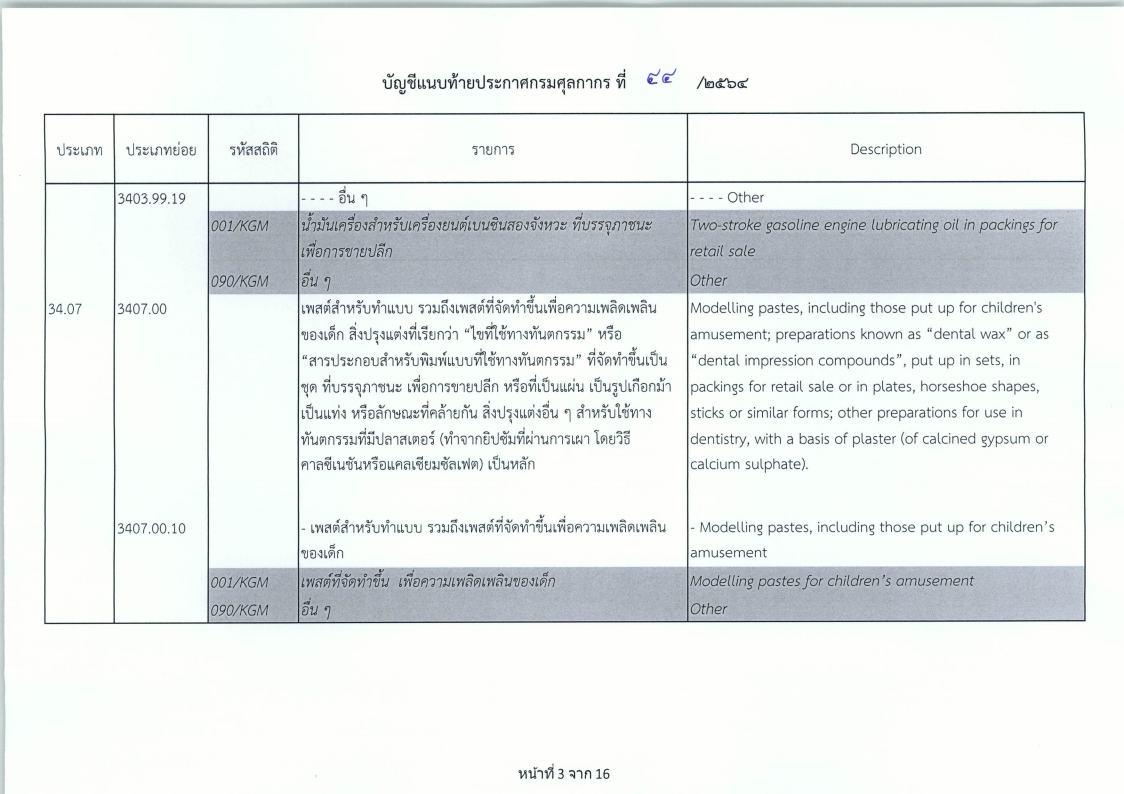 บัญชีแนบท้ายประกาศกรมศุลกากร ที่ /๒๕๖๔
ประเภท ประเภทย่อย รหัสสถิติ รายการ Description
3403.99.19 - - - - อื่น ๆ - - - - Other
001/KGM น้ำมันเครื่องสำหรับเครื่องยนต์เบนซินสองจังหวะ ที่บรรจุภาชนะ Two-stroke gasoline engine lubricating oil in packings for
เพื่อการขายปลีก retail sale
090/KGM อื่น ๆ Other
34.07 3407.00 เพสต์สำหรับทำแบบ รวมถึงเพสต์ที่จัดทำขึ้นเพื่อความเพลิดเพลิน Modelling pastes, including those put up for children's
ของเด็ก สิ่งปรุงแต่งที่เรียกว่า “ไขที่ใช้ทางทันตกรรม” หรือ amusement; preparations known as “dental wax” or as
“สารประกอบสำหรับพิมพ์แบบที่ใช้ทางทันตกรรม” ที่จัดทำขึ้นเป็น “dental impression compounds”, put up in sets, in
ชุด ที่บรรจุภาชนะ เพื่อการขายปลีก หรือที่เป็นแผ่น เป็นรูปเกือกม้า packings for retail sale or in plates, horseshoe shapes,
เป็นแท่ง หรือลักษณะที่คล้ายกัน สิ่งปรุงแต่งอื่น ๆ สำหรับใช้ทาง sticks or similar forms; other preparations for use in
ทันตกรรมที่มีปลาสเตอร์ (ทำจากยิปซัมที่ผ่านการเผา โดยวิธี dentistry, with a basis of plaster (of calcined gypsum or
คาลซีเนชันหรือแคลเซียมซัลเฟต) เป็นหลัก calcium sulphate).
3407.00.10 - เพสต์สำหรับทำแบบ รวมถึงเพสต์ที่จัดทำขึ้นเพื่อความเพลิดเพลิน - Modelling pastes, including those put up for children’s
ของเด็ก amusement
001/KGM เพสต์ที่จัดทำขึ้น เพื่อความเพลิดเพลินของเด็ก Modelling pastes for children’s amusement
090/KGM อื่น ๆ Other
หน้าที่ 3 จาก 16